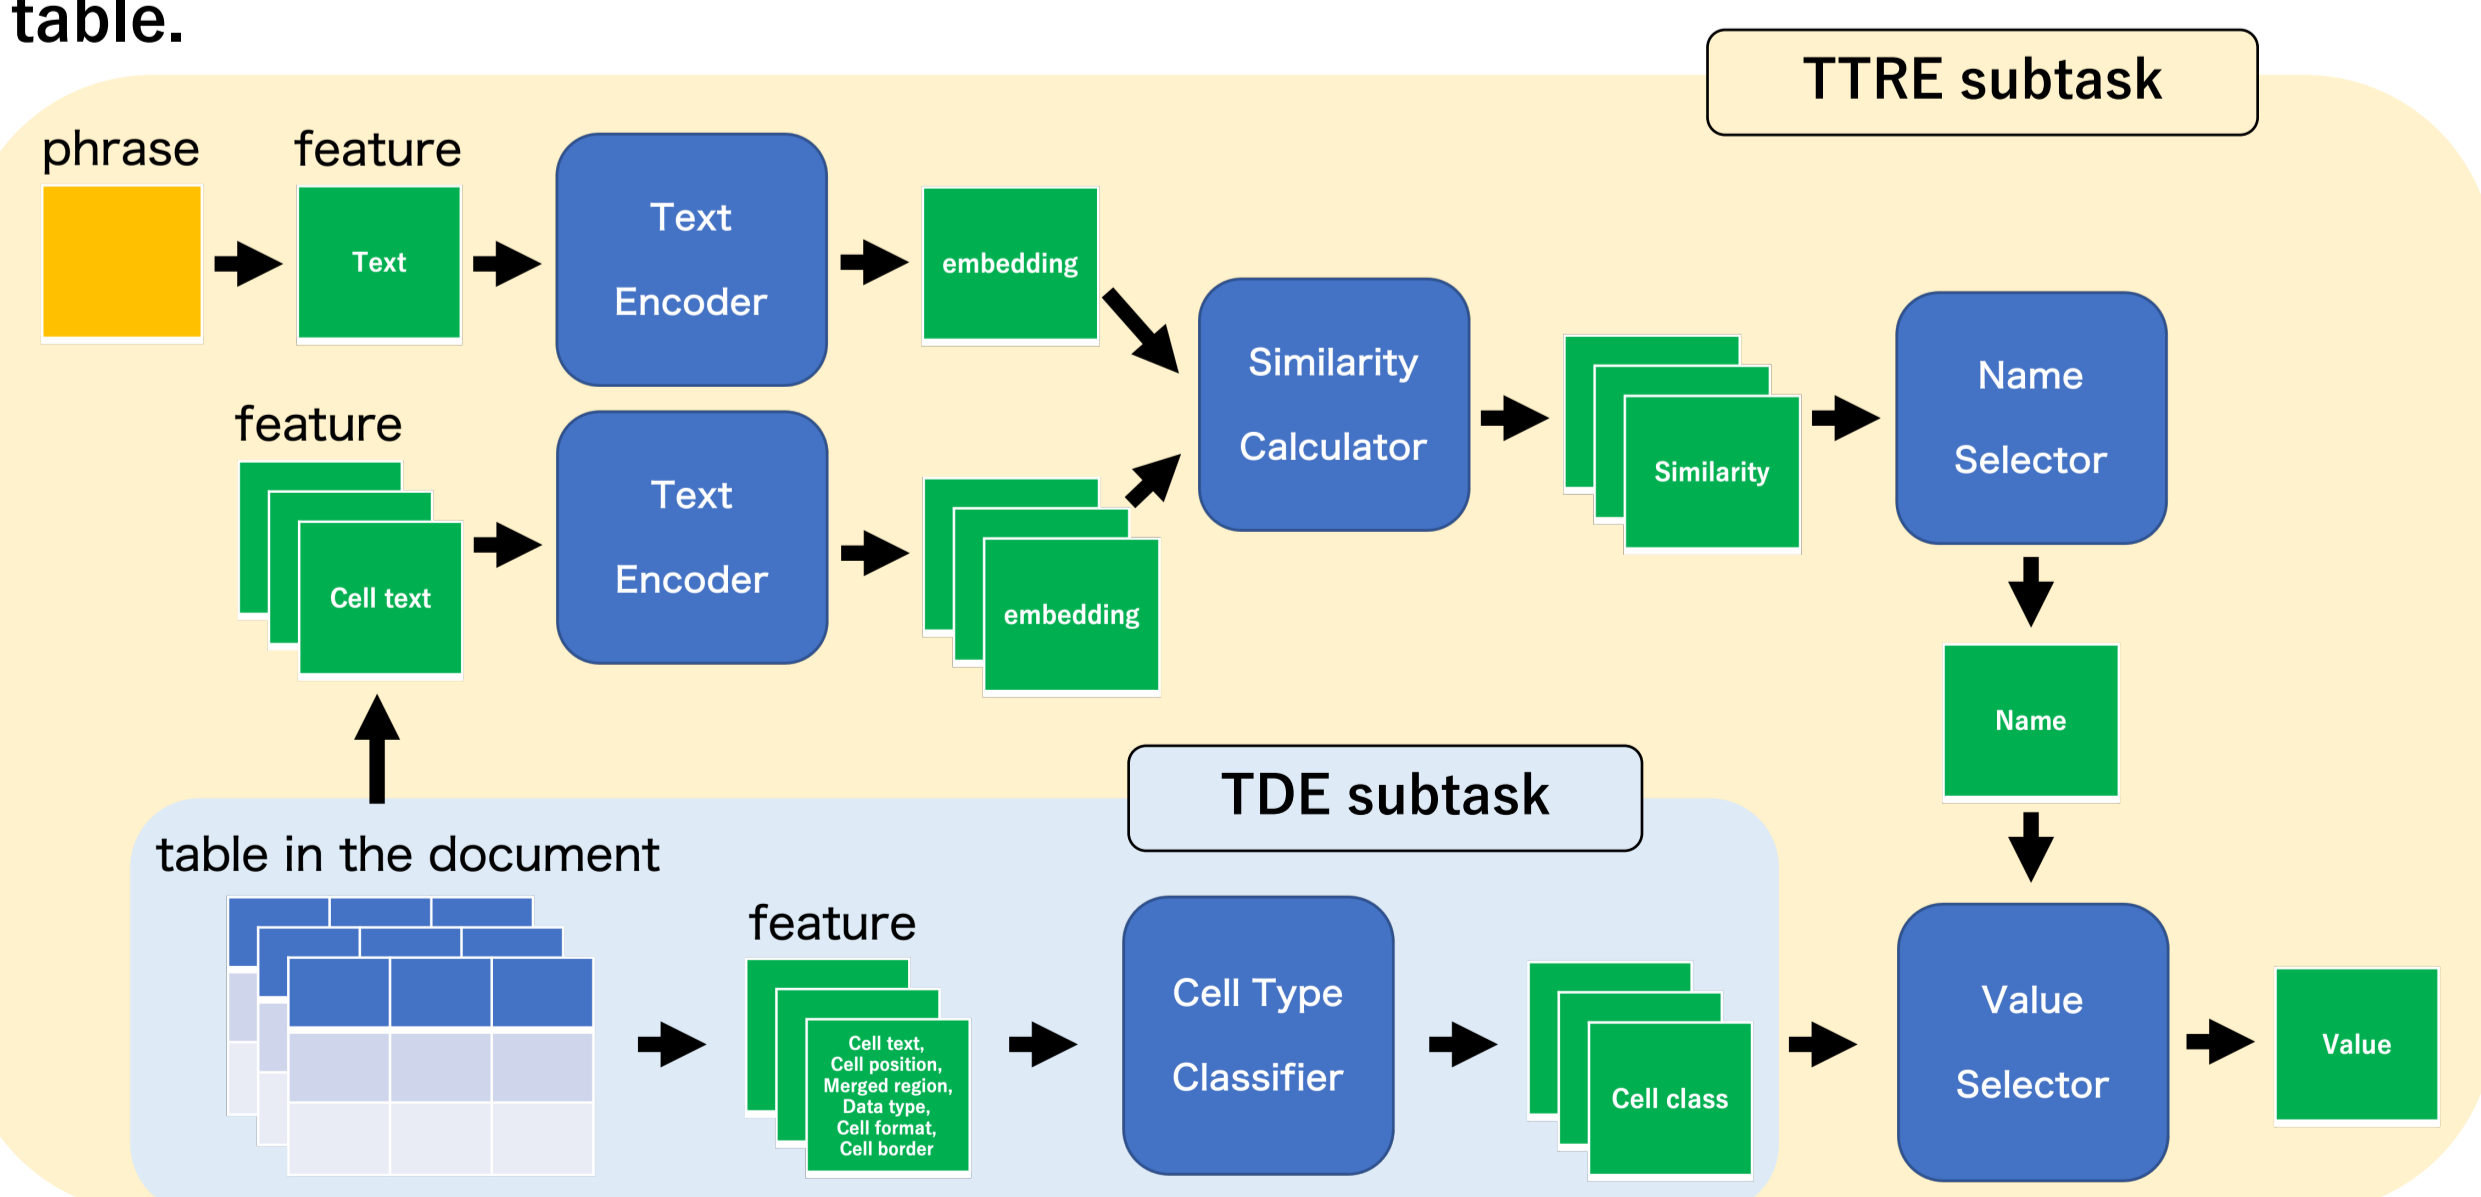 table.
TTRE subtask
phrase
feature
Text
Text
Encoder
embedding
Similarity
Calculator
Similarity
Name
Selector
feature
Cell text
Text
Encoder
embedding
Name
TDE subtask
table in the document
feature
Cell text,
Cell position,
Merged region,
Data type,
Cell format,
Cell border
Cell Type
Classifier
Cell class
Value
Selector
Value